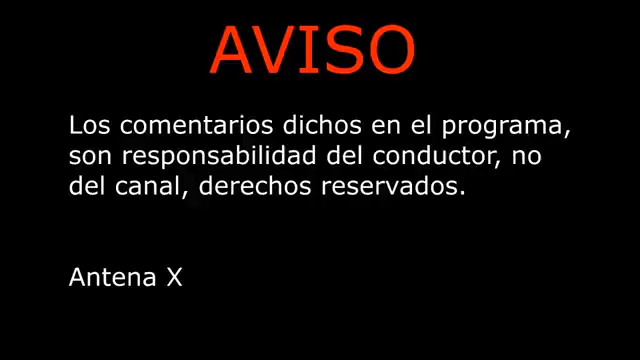 AVISO
Los comentarios dichos en el programa,
son responsabilidad del conductor, no
del canal, derechos reservados.
Antena X